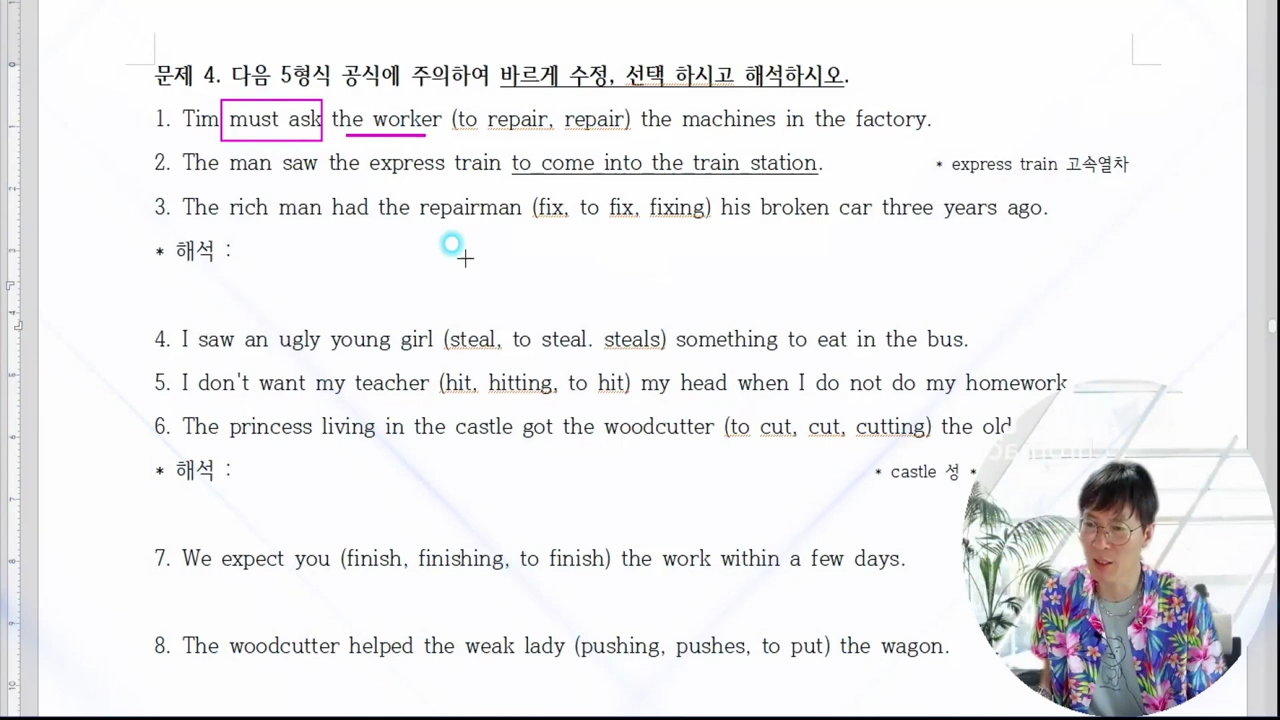 문제 4. 다음 5형식 공식에 주의하여 바르게 수정, 선택 하시고 해석하시오.
1. Tim must ask the worker (to repair, repair) the machines in the factory.
2. The man saw the express train to come into the train station. * express train 고속열차
3. The rich man had the repairman (fix, to fix, fixing) his broken car three years ago.
* 해석 :
4. I saw an ugly young girl (steal, to steal. steals) something to eat in the bus.
5. I don't want my teacher (hit, hitting, to hit) my head when I do not do my homework
6. The princess living in the castle got the woodcutter (to cut, cut, cutting) the old
* 해석 : * castle 성 *
7. We expect you (finish, finishing, to finish) the work within a few days.
8. The woodcutter helped the weak lady (pushing, pushes, to put) the wagon.